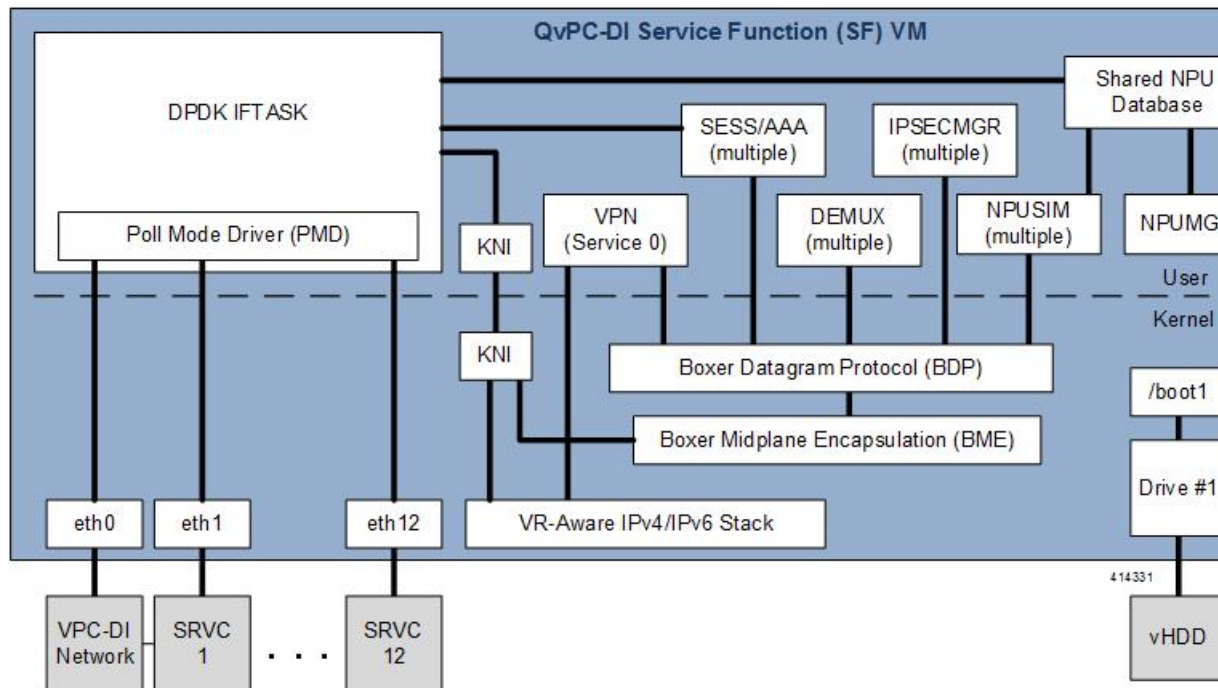 QvPC-DI Service Function (SF) VM
DPDK IFTASK
Shared NPU
Database
SESS/AAA
(multiple)
IPSECMGR
(multiple)
Poll Mode Driver (PMD)
KNI
VPN
(Service 0)
DEMUX
(multiple)
NPUSIM
(multiple)
NPUMG
User
Kernel
KNI
Boxer Datagram Protocol (BDP)
/boot1
Boxer Midplane Encapsulation (BME)
Drive #1
eth0
eth1
eth12
VR-Aware IPv4/IPv6 Stack
414331
VPC-DI
Network
SRVC
1
. . .
SRVC
12
vHDD